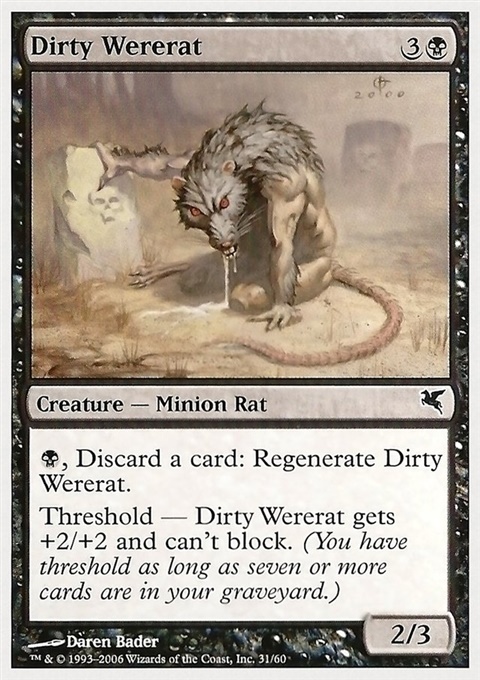 Dirty Wererat
3
2000
Creature — Minion Rat
, Discard a card: Regenerate Dirty
Wererat.
Threshold — Dirty Wererat gets
+2/+2 and can't block. (You have
threshold as long as seven or more
cards are in your graveyard.)
2/3
Daren Bader
™ & © 1993–2006 Wizards of the Coast, Inc. 31/60